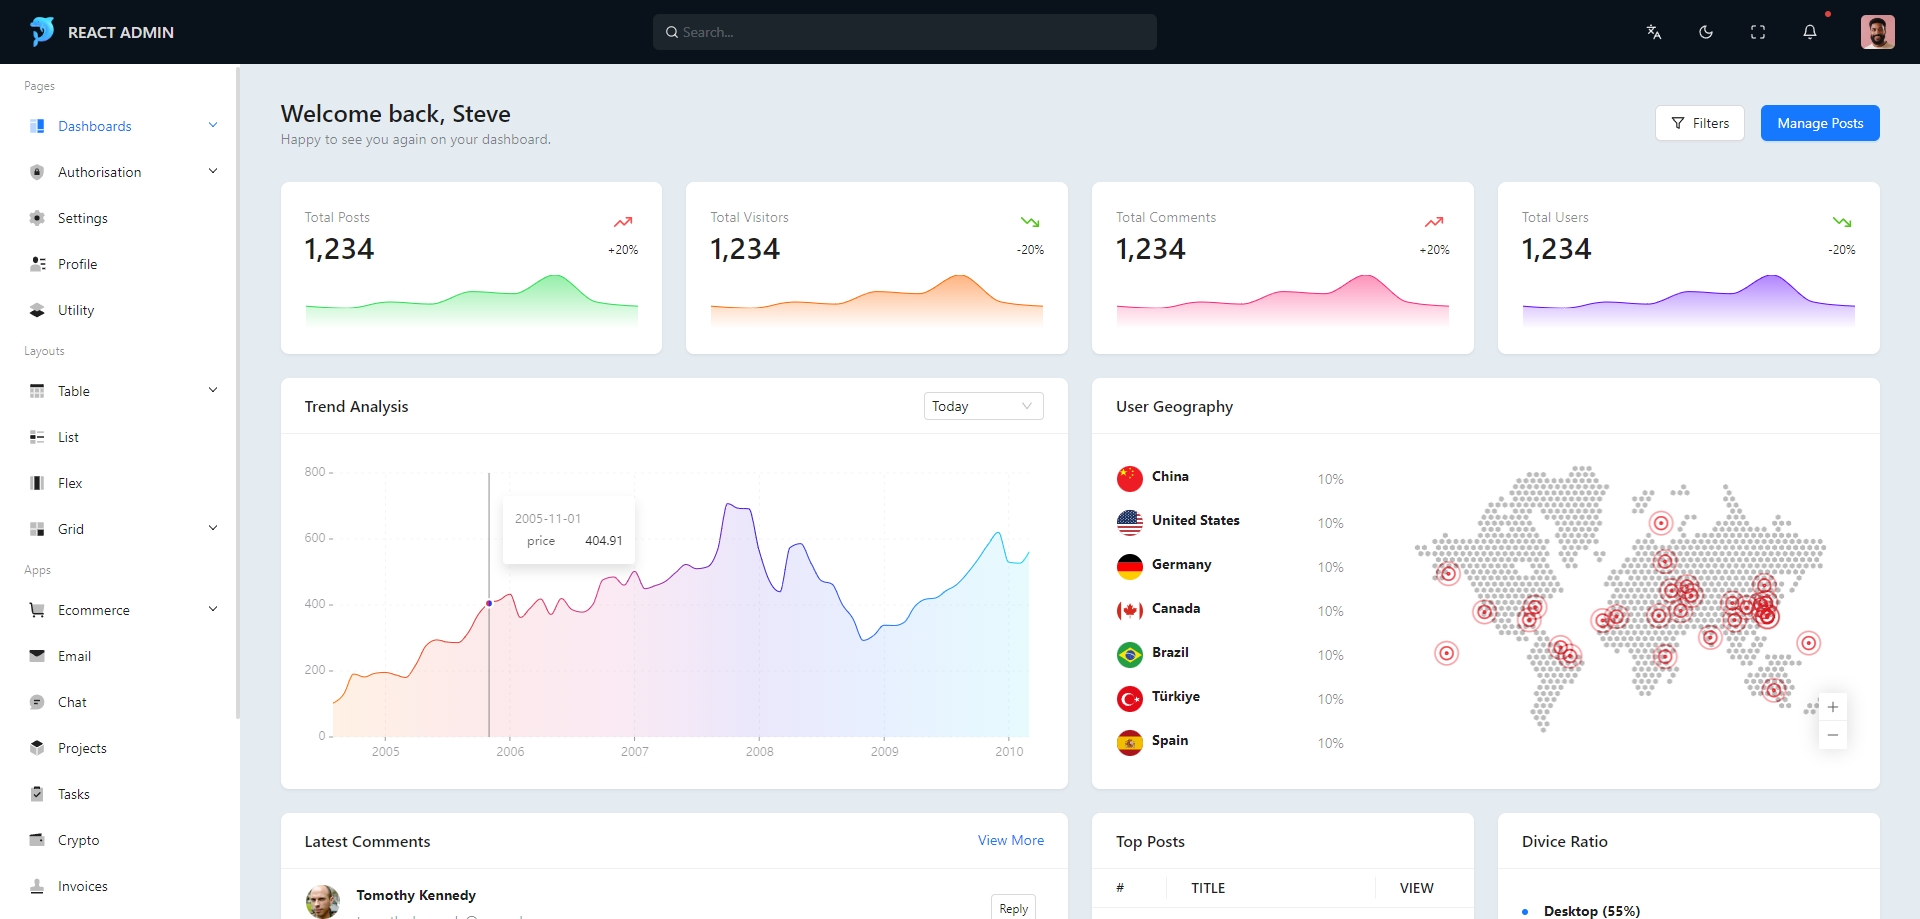 REACT ADMIN
Search...
Pages
Dashboards
Authorisation
Settings
Profile
Utility
Layouts
Table
List
Flex
Grid
Apps
Ecommerce
Email
Chat
Projects
Tasks
Crypto
Invoices
Welcome back, Steve
Happy to see you again on your dashboard.
Filters
Manage Posts
Total Posts
1,234
+20%
Total Visitors
1,234
-20%
Total Comments
1,234
+20%
Total Users
1,234
-20%
Trend Analysis
Today
800
600
400
200
0
2005
2006
2007
2008
2009
2010
2005-11-01
price 404.91
User Geography
China 10%
United States 10%
Germany 10%
Canada 10%
Brazil 10%
Türkiye 10%
Spain 10%
+
−
Latest Comments
View More
Tomothy Kennedy
Reply
Top Posts
# TITLE VIEW
Divice Ratio
Desktop (55%)